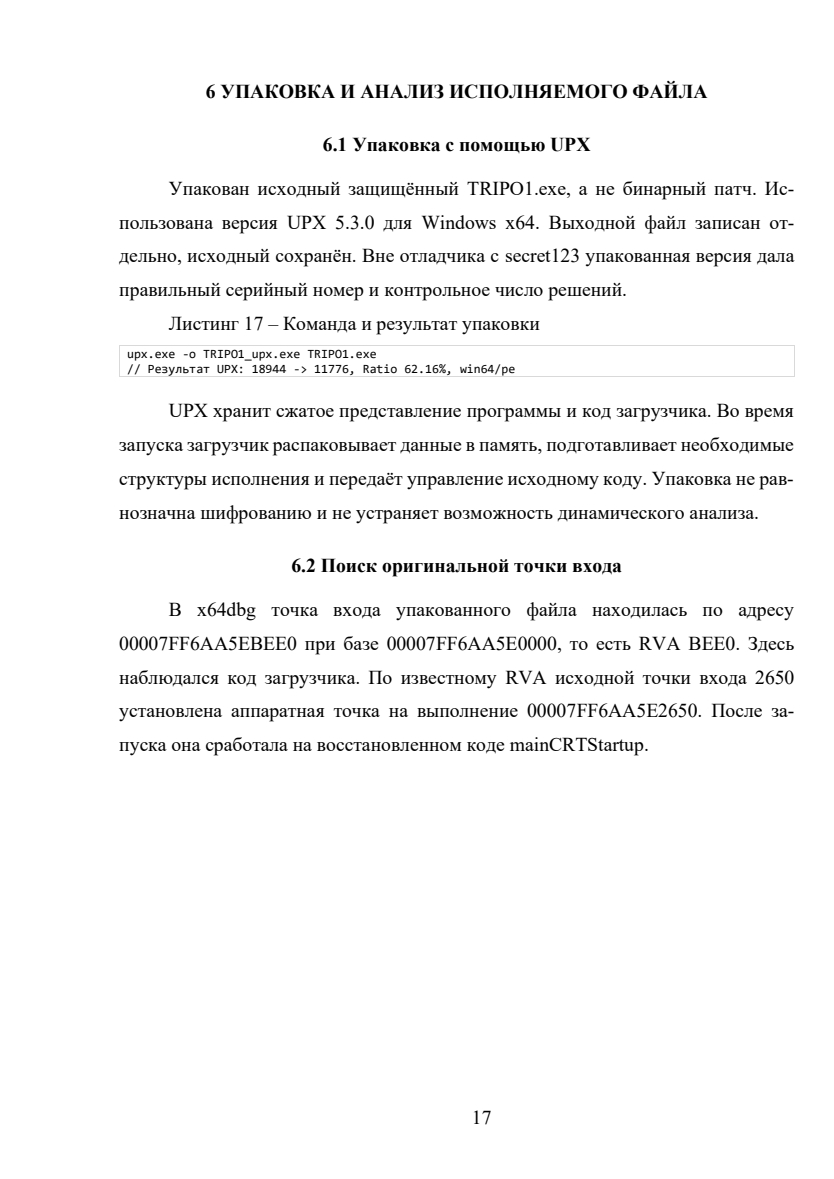 6 УПАКОВКА И АНАЛИЗ ИСПОЛНЯЕМОГО ФАЙЛА
6.1 Упаковка с помощью UPX
Упакован исходный защищённый TRIPO1.exe, а не бинарный патч. Ис-
пользована версия UPX 5.3.0 для Windows x64. Выходной файл записан от-
дельно, исходный сохранён. Вне отладчика с secret123 упакованная версия дала
правильный серийный номер и контрольное число решений.
Листинг 17 – Команда и результат упаковки
upx.exe -o TRIPO1_upx.exe TRIPO1.exe
// Результат UPX: 18944 -> 11776, Ratio 62.16%, win64/pe
UPX хранит сжатое представление программы и код загрузчика. Во время
запуска загрузчик распаковывает данные в память, подготавливает необходимые
структуры исполнения и передаёт управление исходному коду. Упаковка не рав-
нозначна шифрованию и не устраняет возможность динамического анализа.
6.2 Поиск оригинальной точки входа
В x64dbg точка входа упакованного файла находилась по адресу
00007FF6AA5EBEE0 при базе 00007FF6AA5E0000, то есть RVA BEE0. Здесь
наблюдался код загрузчика. По известному RVA исходной точки входа 2650
установлена аппаратная точка на выполнение 00007FF6AA5E2650. После за-
пуска она сработала на восстановленном коде mainCRTStartup.
17